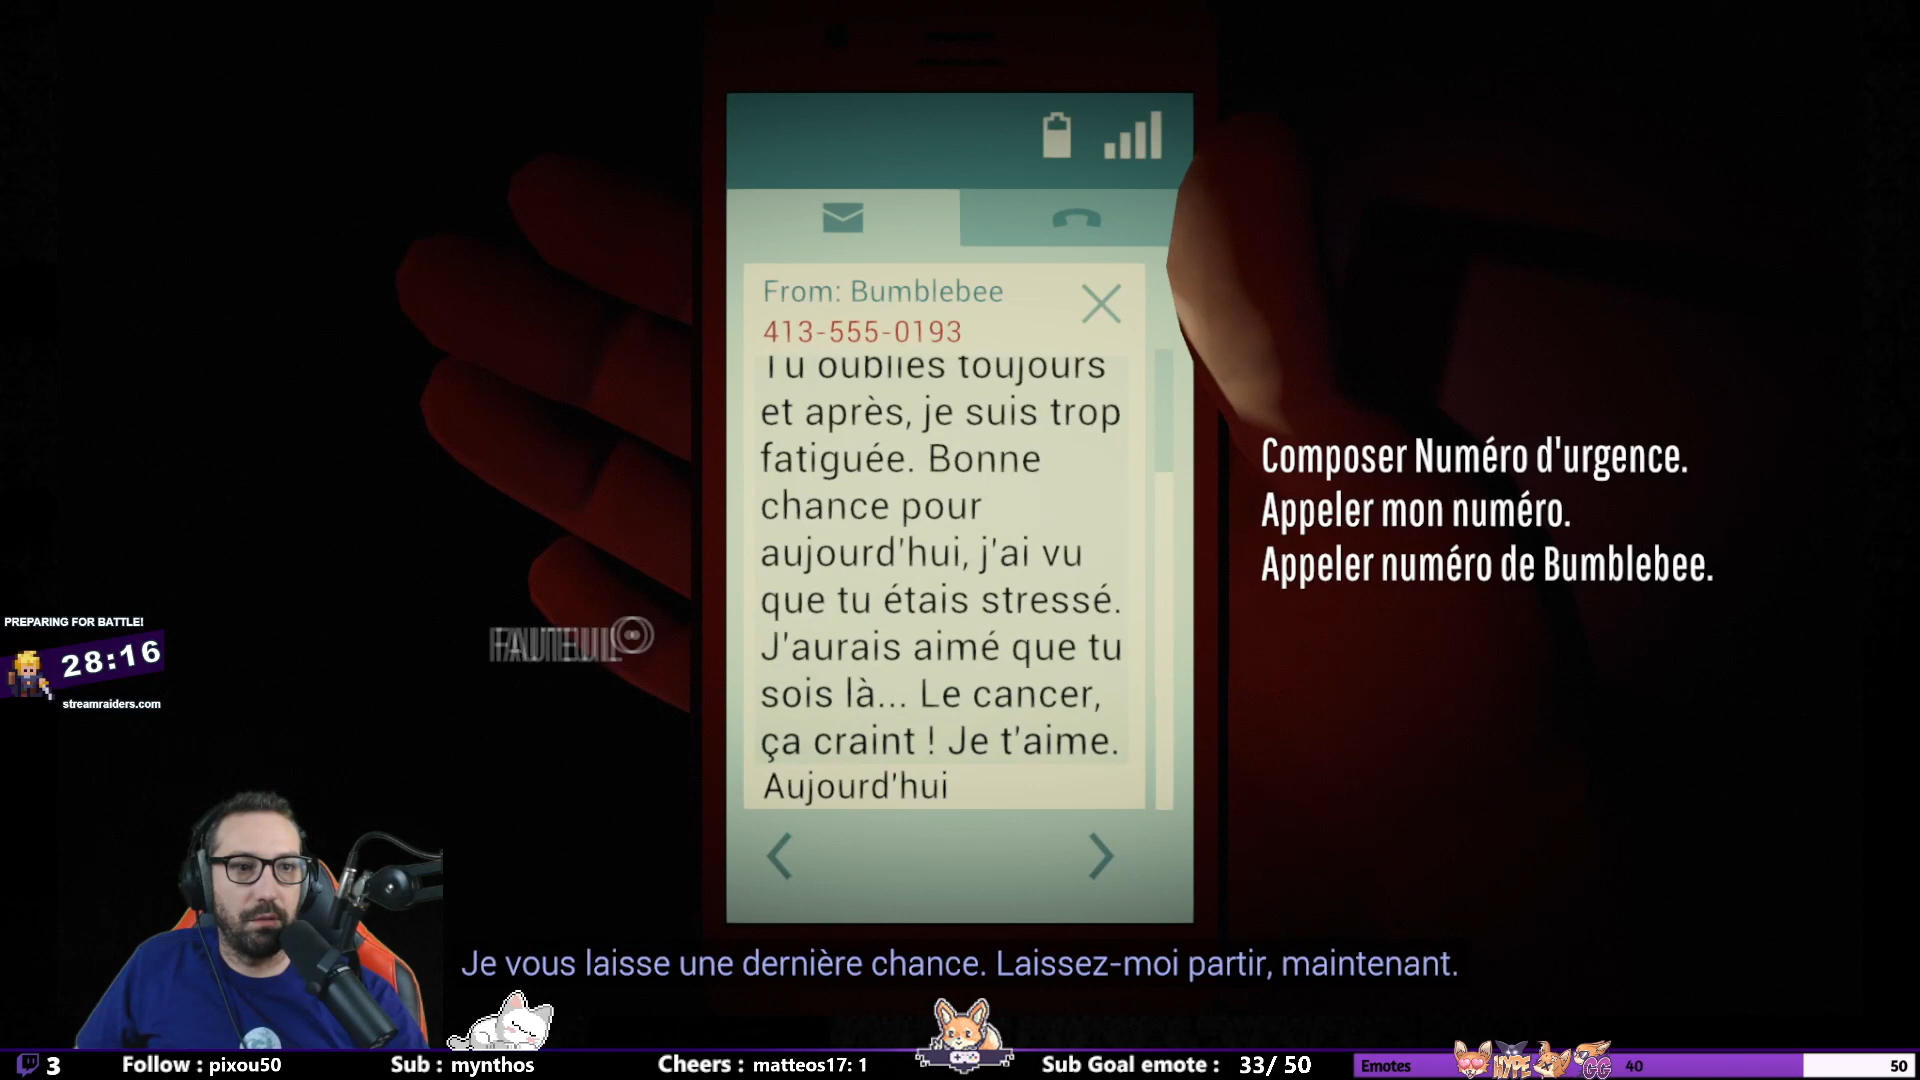 From: Bumblebee
413-555-0193
Tu oublies toujours
et après, je suis trop
fatiguée. Bonne
chance pour
aujourd'hui, j'ai vu
que tu étais stressé.
J'aurais aimé que tu
sois là... Le cancer,
ça craint ! Je t'aime.
Aujourd'hui
Composer Numéro d'urgence.
Appeler mon numéro.
Appeler numéro de Bumblebee.
FAUTEUIL
PREPARING FOR BATTLE!
28:16
streamraiders.com
Je vous laisse une dernière chance. Laissez-moi partir, maintenant.
3 Follow : pixou50 Sub : mynthos Cheers : matteos17: 1 Sub Goal emote : 33/ 50 Emotes HYPE GG 40 50